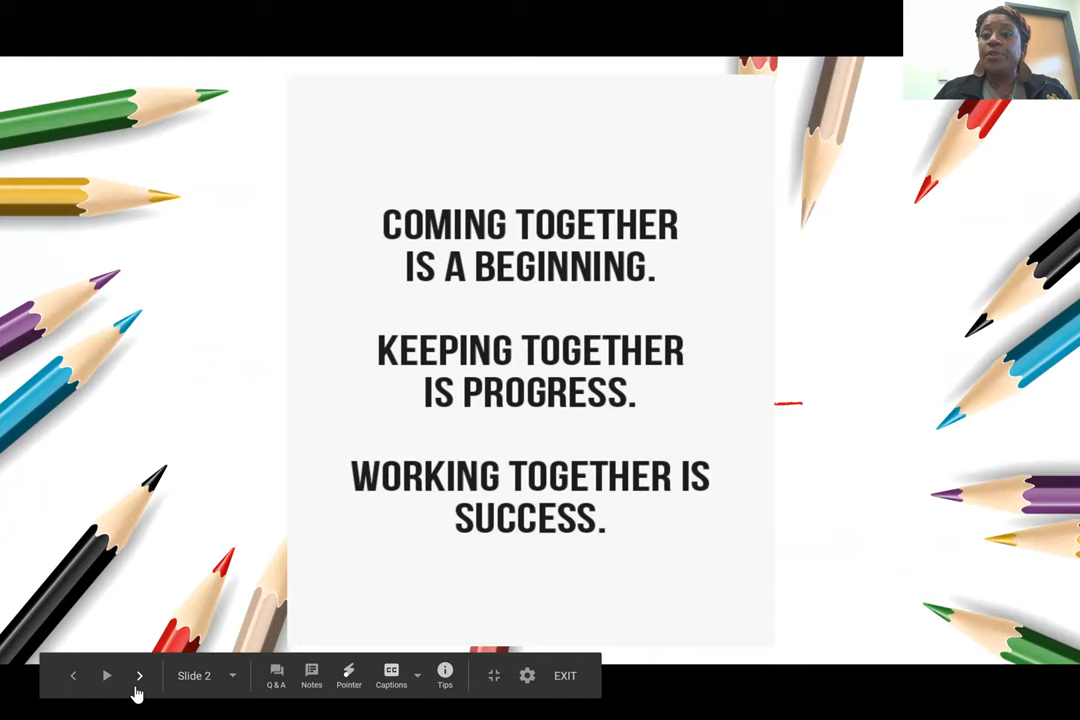 COMING TOGETHER
IS A BEGINNING.
KEEPING TOGETHER
IS PROGRESS.
WORKING TOGETHER IS
SUCCESS.
Slide 2
Q & A
Notes
Pointer
CC
Captions
Tips
EXIT